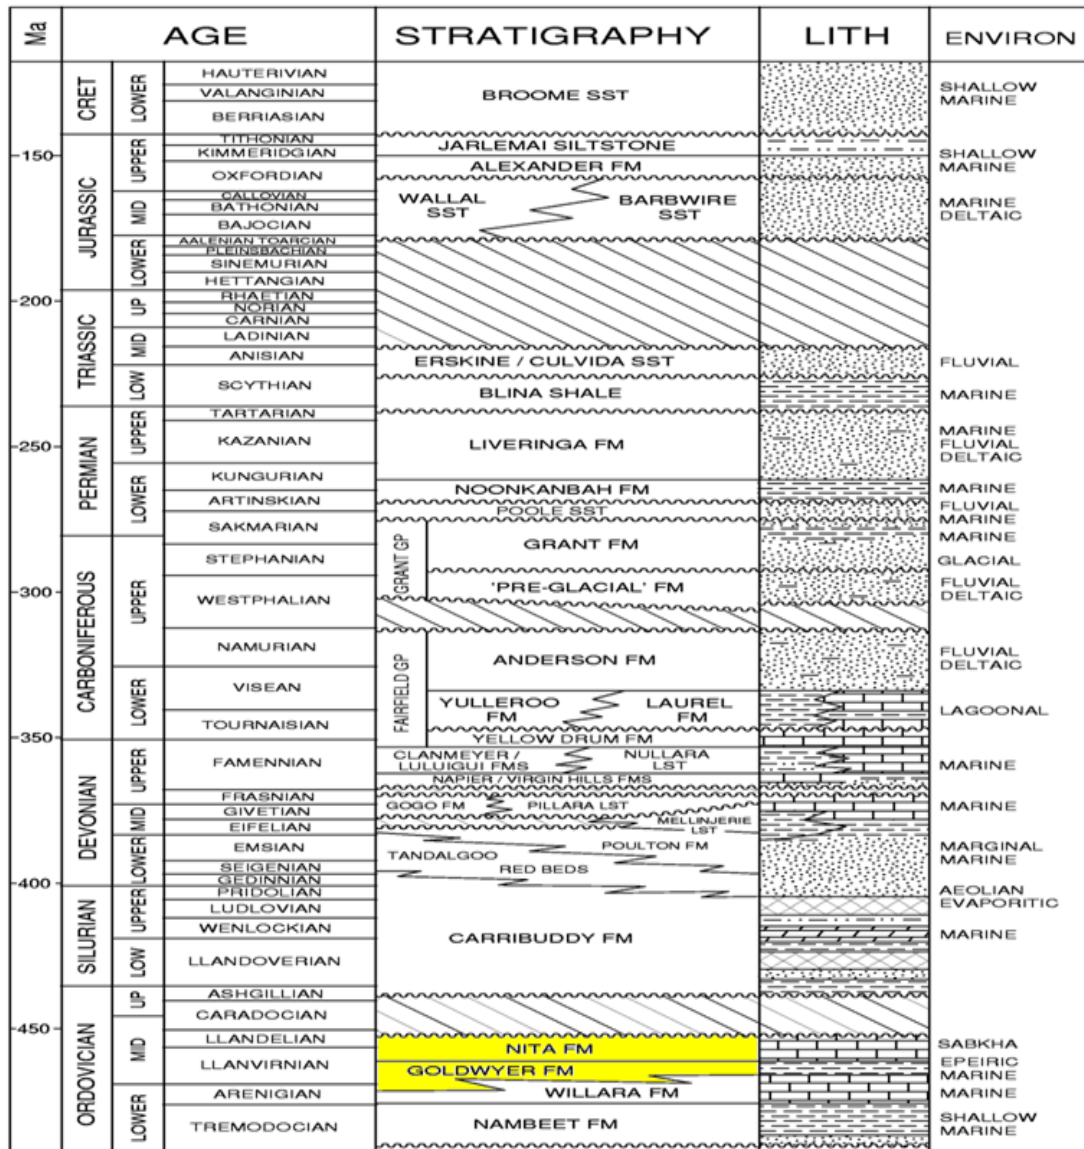 Ma AGE STRATIGRAPHY LITH ENVIRON
CRET
LOWER
HAUTERIVIAN
VALANGINIAN
BERRIASIAN
BROOME SST
SHALLOW
MARINE
-150
JURASSIC
UPPER
TITHONIAN
KIMMERIDGIAN
OXFORDIAN
JARLEMAI SILTSTONE
ALEXANDER FM
SHALLOW
MARINE
MID
CALLOVIAN
BATHONIAN
BAJOCIAN
WALLAL
SST
BARBWIRE
SST
MARINE
DELTAIC
LOWER
AALENIAN TOARCIAN
PLEINSBACHIAN
SINEMURIAN
HETTANGIAN
-200
TRIASSIC
UP
RHAETIAN
NORIAN
CARNIAN
MID
LADINIAN
ANISIAN
ERSKINE / CULVIDA SST
FLUVIAL
LOW
SCYTHIAN
BLINA SHALE
MARINE
-250
PERMIAN
UPPER
TARTARIAN
KAZANIAN
LIVERINGA FM
MARINE
FLUVIAL
DELTAIC
LOWER
KUNGURIAN
ARTINSKIAN
SAKMARIAN
NOONKANBAH FM
MARINE
POOLE SST
FLUVIAL
MARINE
GRANT GP
GRANT FM
MARINE
GLACIAL
-300
CARBONIFEROUS
UPPER
STEPHANIAN
WESTPHALIAN
NAMURIAN
'PRE-GLACIAL' FM
FLUVIAL
DELTAIC
FAIRFIELD GP
ANDERSON FM
FLUVIAL
DELTAIC
LOWER
VISEAN
TOURNAISIAN
YULLEROO
FM
LAUREL
FM
LAGOONAL
-350
YELLOW DRUM FM
DEVONIAN
UPPER
FAMENNIAN
FRASNIAN
CLANMEYER /
LULUIGUI FMS
NULLARA
LST
MARINE
NAPIER / VIRGIN HILLS FMS
MID
GIVETIAN
EIFELIAN
GOGO FM
PILLARA LST
MELLINJERIE
LST
MARINE
LOWER
EMSIAN
SEIGENIAN
GEDINNIAN
TANDALGOO
RED BEDS
POULTON FM
MARGINAL
MARINE
-400
SILURIAN
UPPER
PRIDOLIAN
LUDLOVIAN
WENLOCKIAN
AEOLIAN
EVAPORITIC
LOW
LLANDOVERIAN
CARRIBUDDY FM
MARINE
-450
ORDOVICIAN
UP
ASHGILLIAN
CARADOCIAN
MID
LLANDELIAN
LLANVIRNIAN
NITA FM
SABKHA
GOLDWYER FM
EPEIRIC
MARINE
LOWER
ARENIGIAN
TREMODOCIAN
WILLARA FM
MARINE
NAMBEET FM
SHALLOW
MARINE